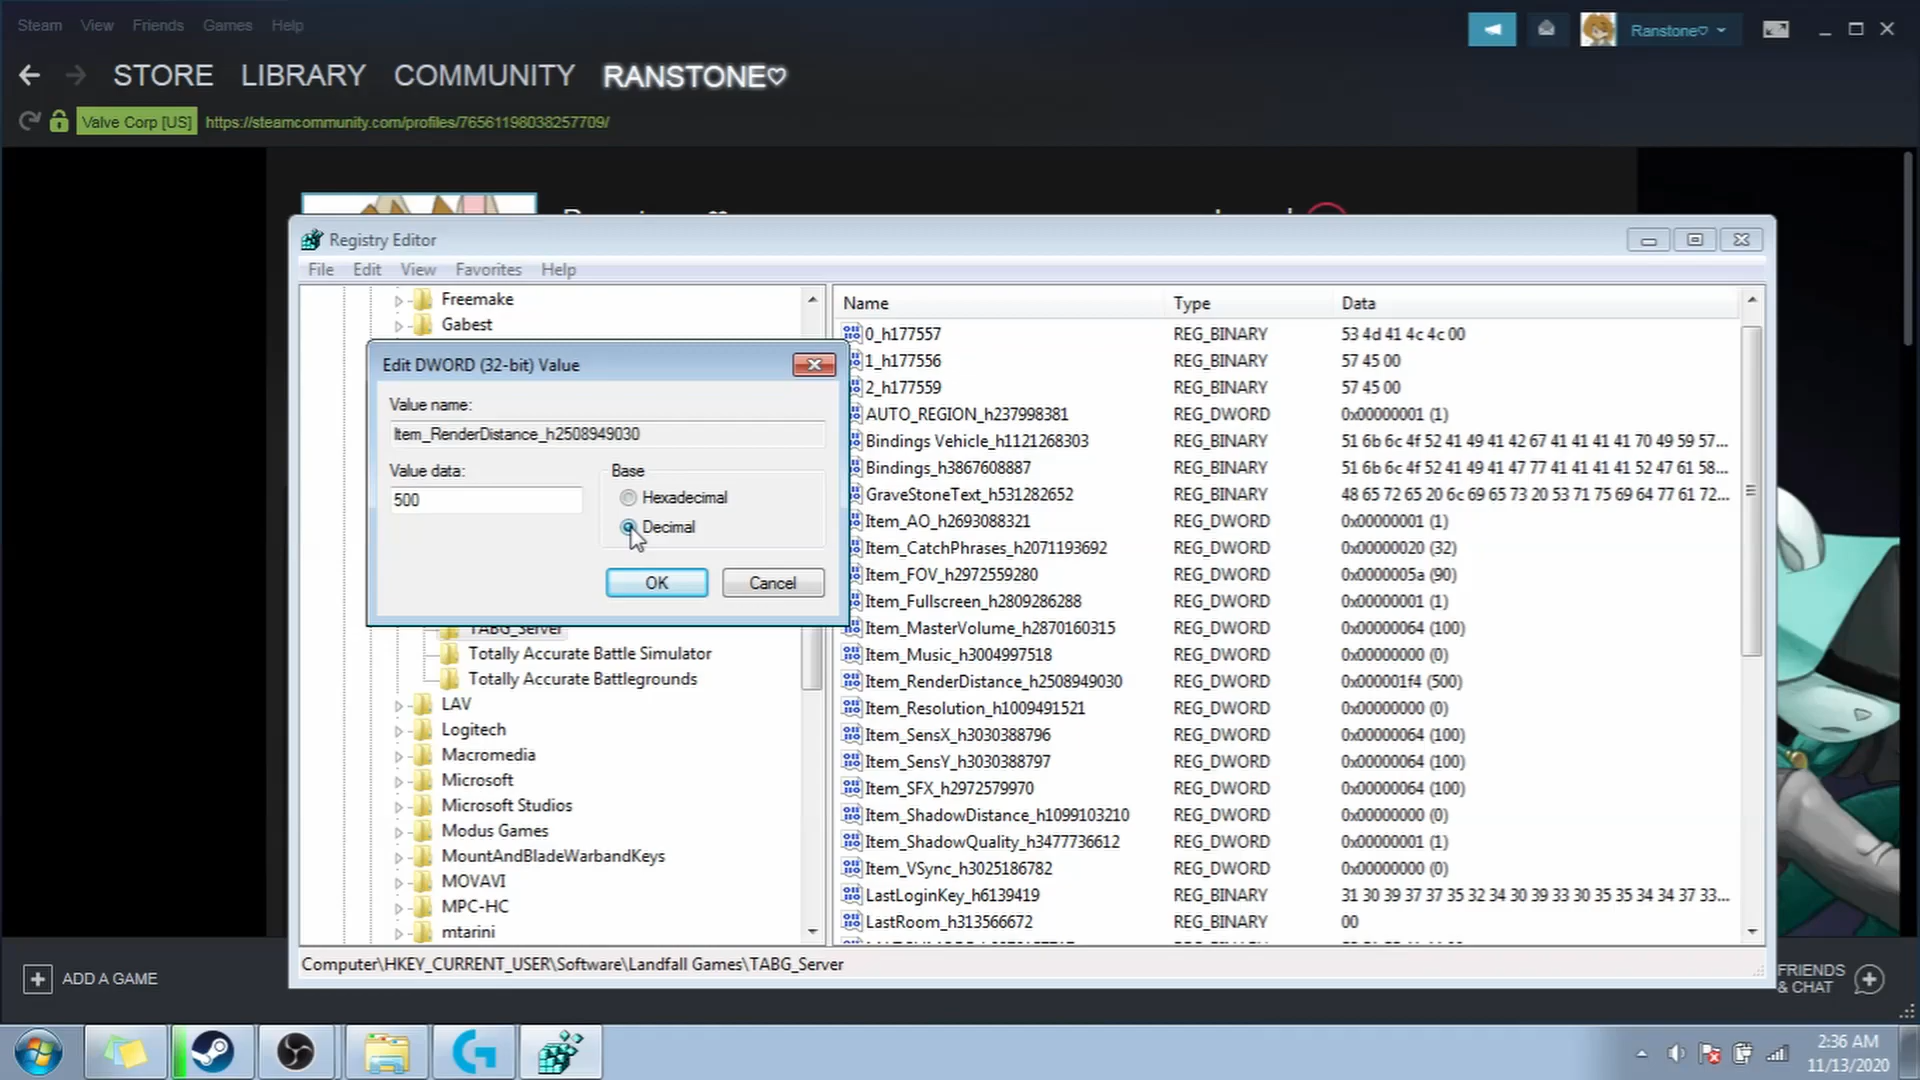 Steam View Friends Games Help
Ranstone♡
STORE LIBRARY COMMUNITY RANSTONE♡
Valve Corp [US] https://steamcommunity.com/profiles/76561198038257709/
Registry Editor
File Edit View Favorites Help
Freemake
Gabest
Edit DWORD (32-bit) Value
Value name:
Item_RenderDistance_h2508949030
Value data:
500
Base
Hexadecimal
Decimal
OK Cancel
TABG_Server
Totally Accurate Battle Simulator
Totally Accurate Battlegrounds
LAV
Logitech
Macromedia
Microsoft
Microsoft Studios
Modus Games
MountAndBladeWarbandKeys
MOVAVI
MPC-HC
mtarini
Name Type Data
0_h177557 REG_BINARY 53 4d 41 4c 4c 00
1_h177556 REG_BINARY 57 45 00
2_h177559 REG_BINARY 57 45 00
AUTO_REGION_h237998381 REG_DWORD 0x00000001 (1)
Bindings Vehicle_h1121268303 REG_BINARY 51 6b 6c 4f 52 41 49 41 42 67 41 41 41 41 70 49 59 57...
Bindings_h3867608887 REG_BINARY 51 6b 6c 4f 52 41 49 41 47 77 41 41 41 41 52 47 61 58...
GraveStoneText_h531282652 REG_BINARY 48 65 72 65 20 6c 69 65 73 20 53 71 75 69 64 77 61 72...
Item_AO_h2693088321 REG_DWORD 0x00000001 (1)
Item_CatchPhrases_h2071193692 REG_DWORD 0x00000020 (32)
Item_FOV_h2972559280 REG_DWORD 0x0000005a (90)
Item_Fullscreen_h2809286288 REG_DWORD 0x00000001 (1)
Item_MasterVolume_h2870160315 REG_DWORD 0x00000064 (100)
Item_Music_h3004997518 REG_DWORD 0x00000000 (0)
Item_RenderDistance_h2508949030 REG_DWORD 0x000001f4 (500)
Item_Resolution_h1009491521 REG_DWORD 0x00000000 (0)
Item_SensX_h3030388796 REG_DWORD 0x00000064 (100)
Item_SensY_h3030388797 REG_DWORD 0x00000064 (100)
Item_SFX_h2972579970 REG_DWORD 0x00000064 (100)
Item_ShadowDistance_h1099103210 REG_DWORD 0x00000000 (0)
Item_ShadowQuality_h3477736612 REG_DWORD 0x00000001 (1)
Item_VSync_h3025186782 REG_DWORD 0x00000000 (0)
LastLoginKey_h6139419 REG_BINARY 31 30 39 37 37 35 32 34 30 39 33 30 35 35 34 34 37 33...
LastRoom_h313566672 REG_BINARY 00
Computer\HKEY_CURRENT_USER\Software\Landfall Games\TABG_Server
ADD A GAME
FRIENDS
& CHAT
2:36 AM
11/13/2020